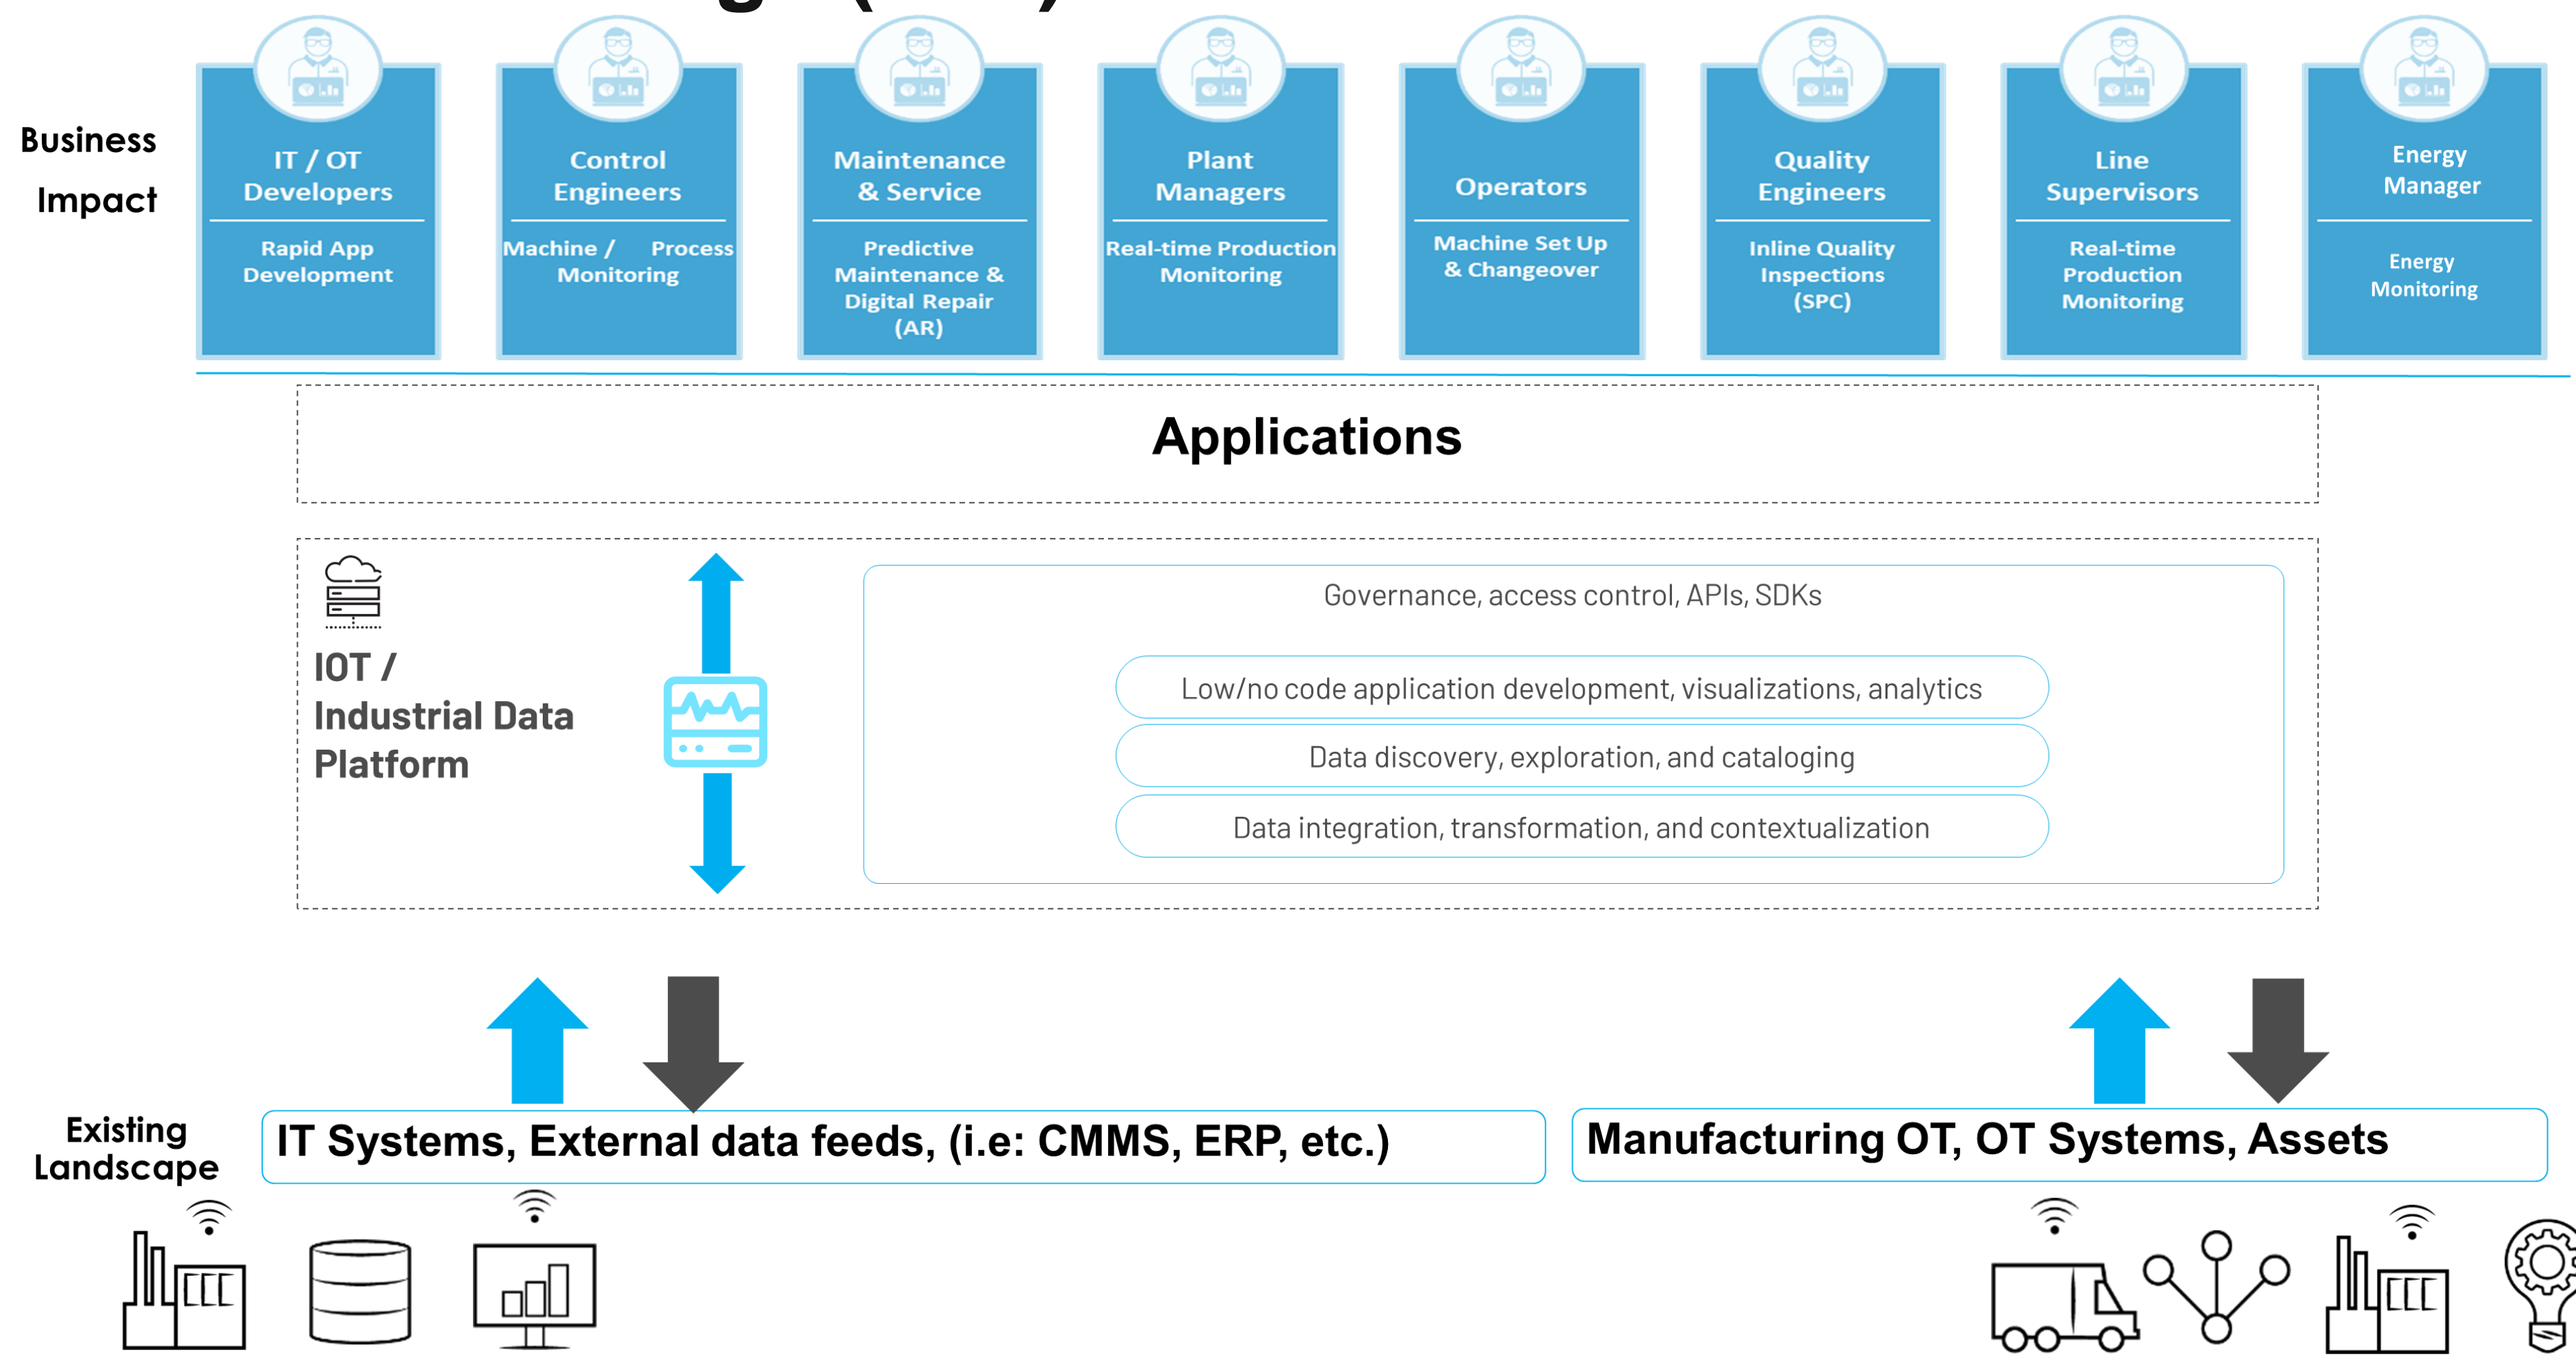 Business
Impact
IT / OT
Developers
Rapid App
Development
Control
Engineers
Machine / Process
Monitoring
Maintenance
& Service
Predictive
Maintenance &
Digital Repair
(AR)
Plant
Managers
Real-time Production
Monitoring
Operators
Machine Set Up
& Changeover
Quality
Engineers
Inline Quality
Inspections
(SPC)
Line
Supervisors
Real-time
Production
Monitoring
Energy
Manager
Energy
Monitoring
Applications
IOT /
Industrial Data
Platform
Governance, access control, APIs, SDKs
Low/no code application development, visualizations, analytics
Data discovery, exploration, and cataloging
Data integration, transformation, and contextualization
Existing
Landscape
IT Systems, External data feeds, (i.e: CMMS, ERP, etc.)
Manufacturing OT, OT Systems, Assets